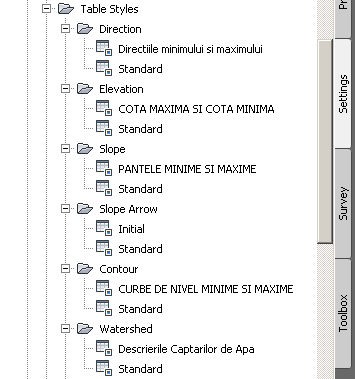 Table Styles
Direction
Directiile minimului si maximului
Standard
Elevation
COTA MAXIMA SI COTA MINIMA
Standard
Slope
PANTELE MINIME SI MAXIME
Standard
Slope Arrow
Initial
Standard
Contour
CURBE DE NIVEL MINIME SI MAXIME
Standard
Watershed
Descrierile Captarilor de Apa
Standard
Settings
Survey
Toolbox